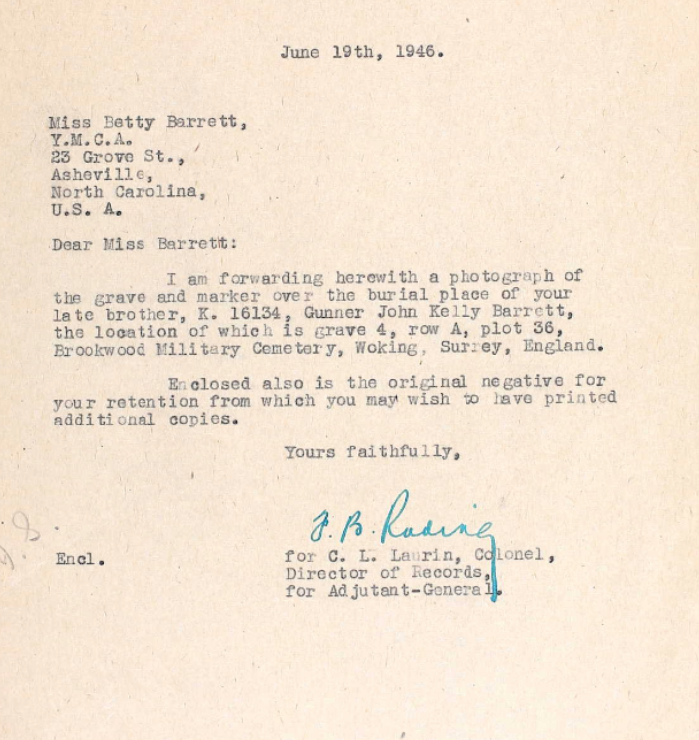 June 19th, 1946.
Miss Betty Barrett,
Y.M.C.A.
23 Grove St.,
Asheville,
North Carolina,
U.S. A.
Dear Miss Barrett:
I am forwarding herewith a photograph of
the grave and marker over the burial place of your
late brother, K. 16134, Gunner John Kelly Barrett,
the location of which is grave 4, row A, plot 36,
Brookwood Military Cemetery, Woking, Surrey, England.
Enclosed also is the original negative for
your retention from which you may wish to have printed
additional copies.
Yours faithfully,
Encl.
for C. L. Laurin, Colonel,
Director of Records,
for Adjutant-General.